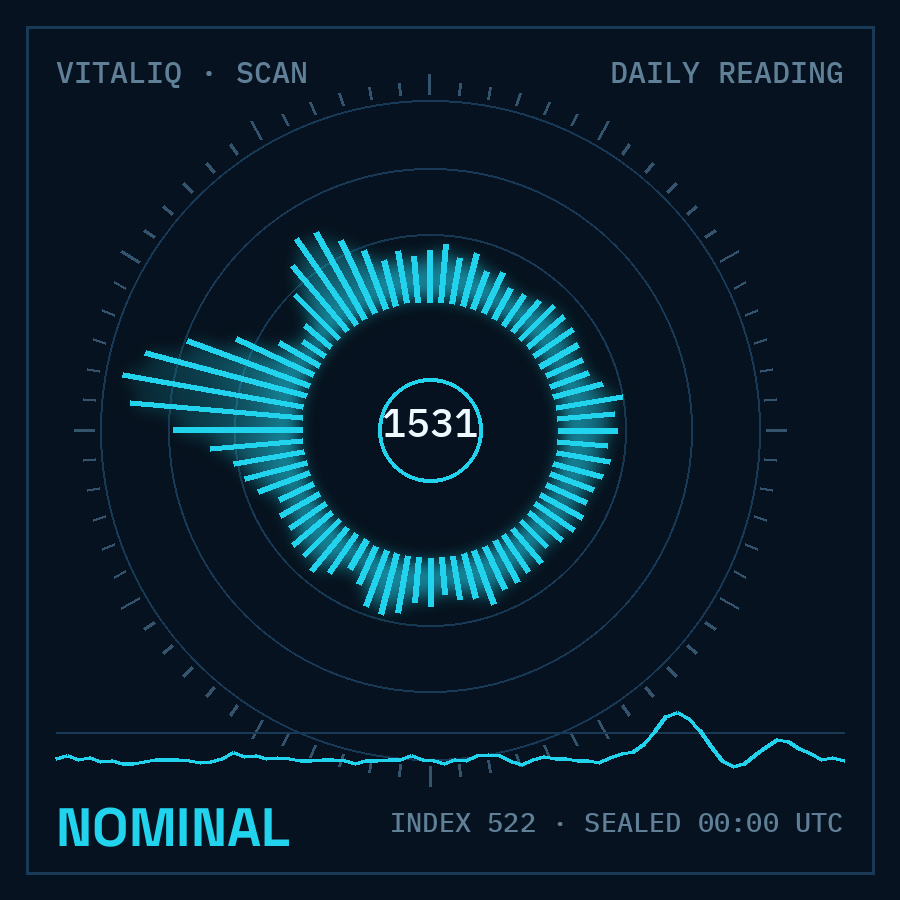 VITALIQ · SCAN
DAILY READING
1531
NOMINAL
INDEX 522 · SEALED 00:00 UTC